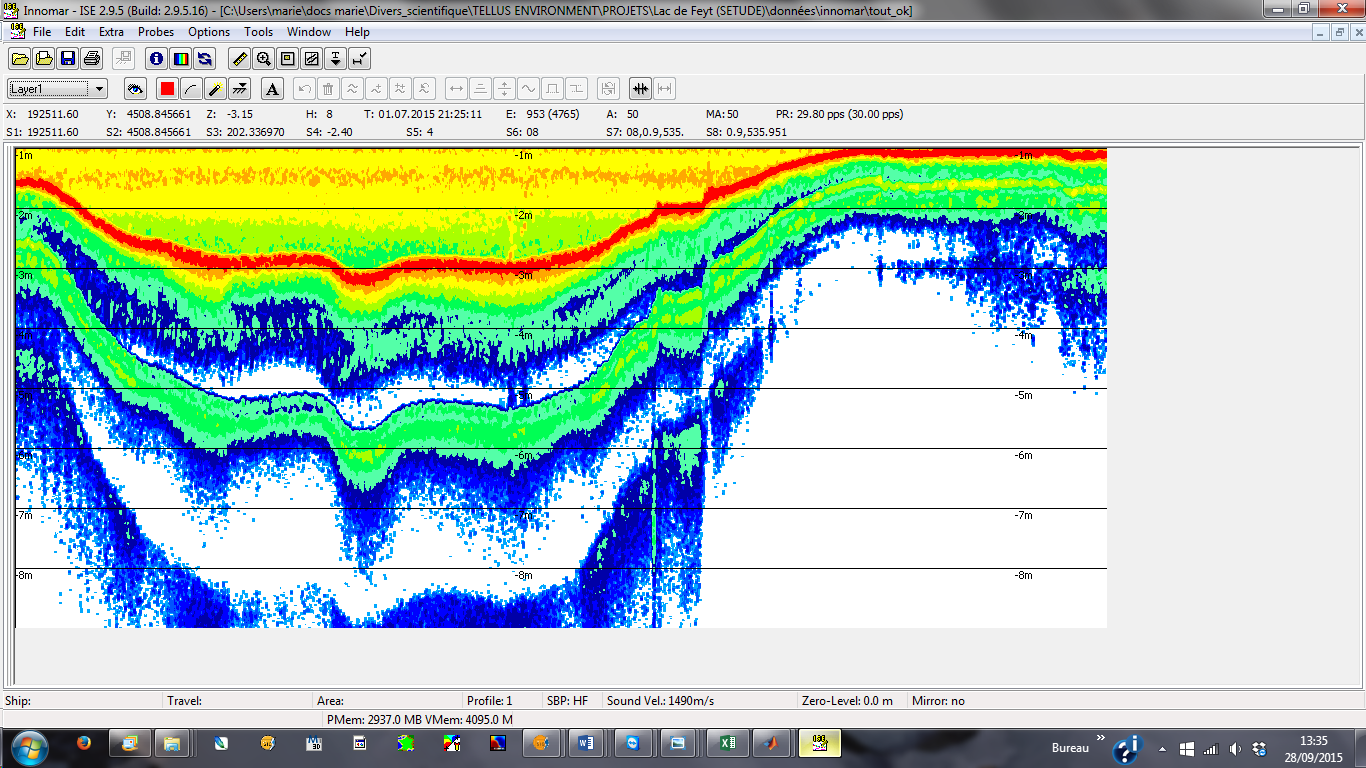 Innomar - ISE 2.9.5 (Build: 2.9.5.16) - [C:\Users\marie\docs marie\Divers_scientifique\TELLUS ENVIRONMENT\PROJETS\Lac de Feyt (SETUDE)\données\innomar\tout_ok]
File Edit Extra Probes Options Tools Window Help
Layer1
X: 192511.60 Y: 4508.845661 Z: -3.15 H: 8 T: 01.07.2015 21:25:11 E: 953 (4765) A: 50 MA: 50 PR: 29.80 pps (30.00 pps)
S1: 192511.60 S2: 4508.845661 S3: 202.336970 S4: -2.40 S5: 4 S6: 08 S7: 08,0.9,535. S8: 0.9,535.951
-1m -1m -1m
-2m -2m
-3m -3m
-4m -4m
-5m
-6m -6m
-7m -7m -7m
-8m -8m -8m
Ship: Travel: Area: Profile: 1 SBP: HF Sound Vel.: 1490m/s Zero-Level: 0.0 m Mirror: no
PMem: 2937.0 MB VMem: 4095.0 M
Bureau
13:35
28/09/2015